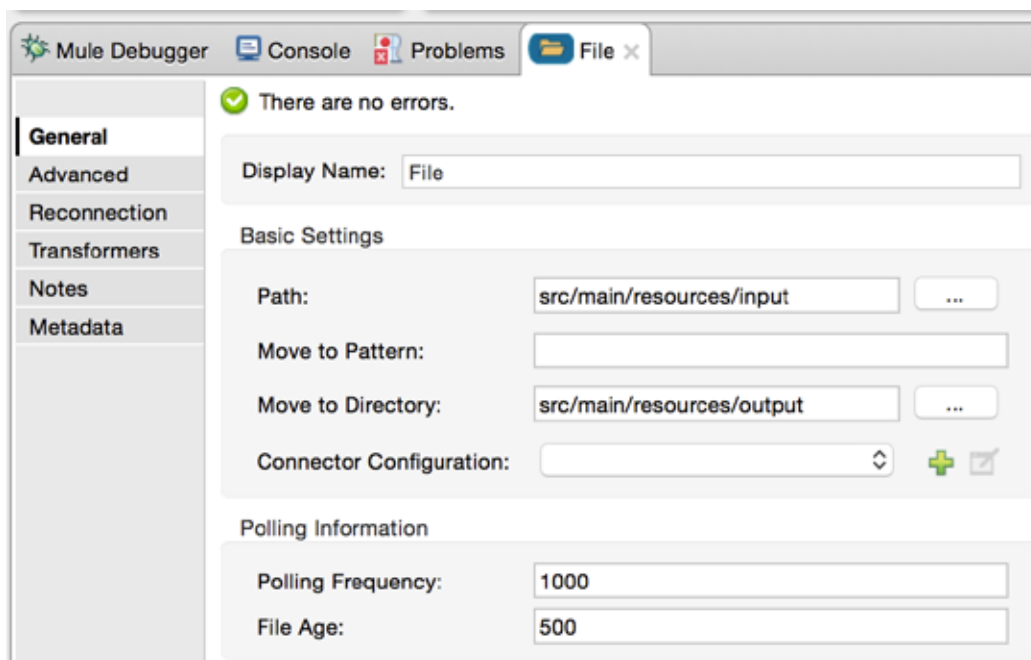 Mule Debugger Console Problems File
There are no errors.
General
Advanced
Reconnection
Transformers
Notes
Metadata
Display Name: File
Basic Settings
Path: src/main/resources/input ...
Move to Pattern:
Move to Directory: src/main/resources/output ...
Connector Configuration:
Polling Information
Polling Frequency: 1000
File Age: 500